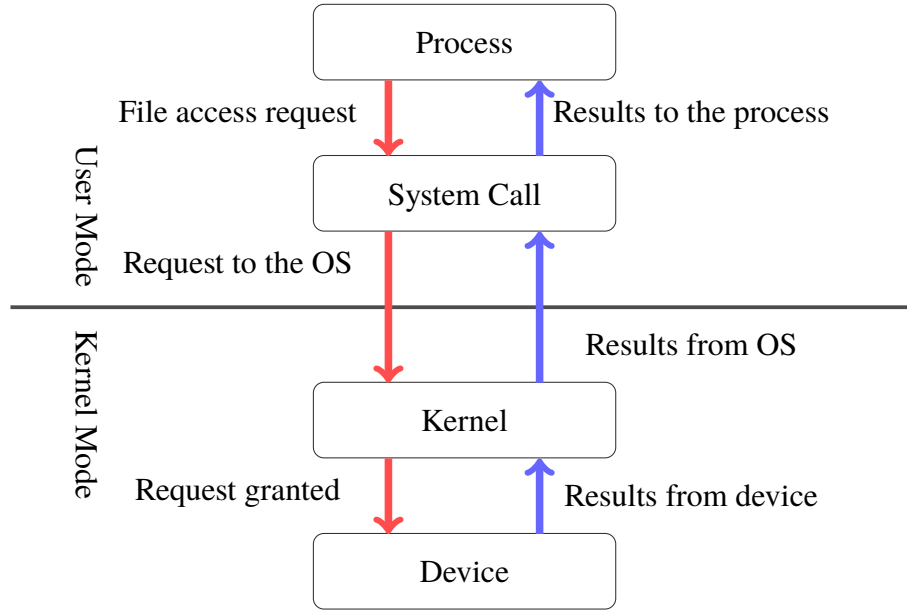 Process
File access request
Results to the process
System Call
User Mode
Request to the OS
Kernel Mode
Results from OS
Kernel
Request granted
Results from device
Device